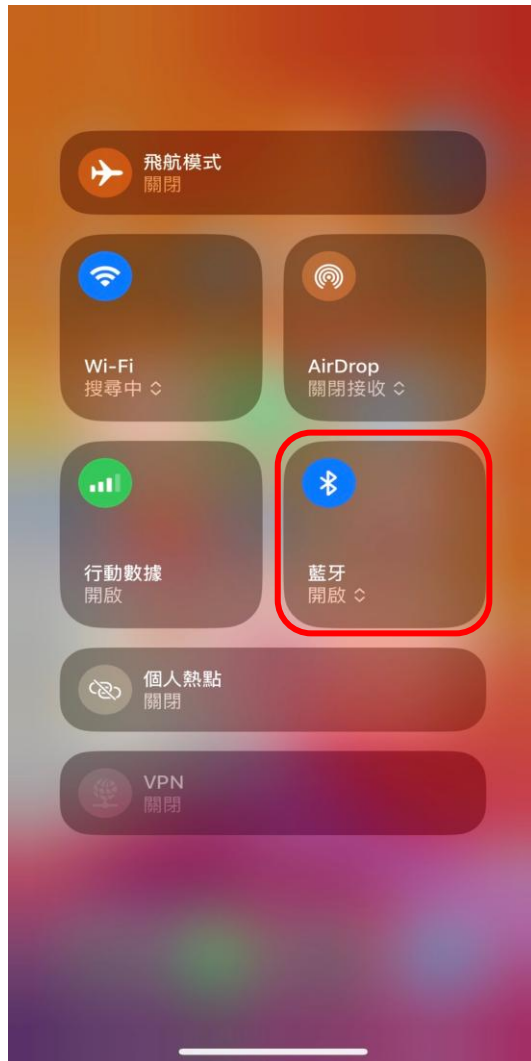 飛航模式
關閉
Wi-Fi
搜尋中
AirDrop
關閉接收
行動數據
開啟
藍牙
開啟
個人熱點
關閉
VPN
關閉